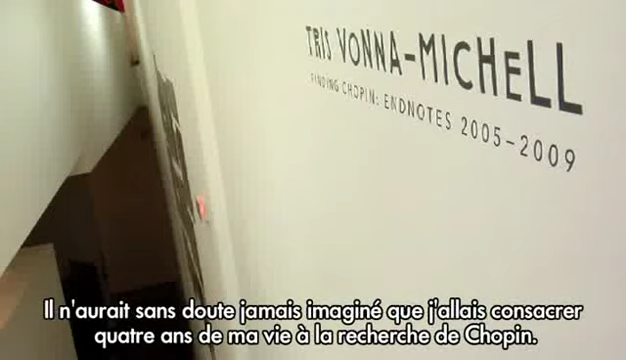 TRIS VONNA-MICHELL
FINDING CHOPIN: ENDNOTES 2005-2009
Il n'aurait sans doute jamais imaginé que j'allais consacrer
quatre ans de ma vie à la recherche de Chopin.